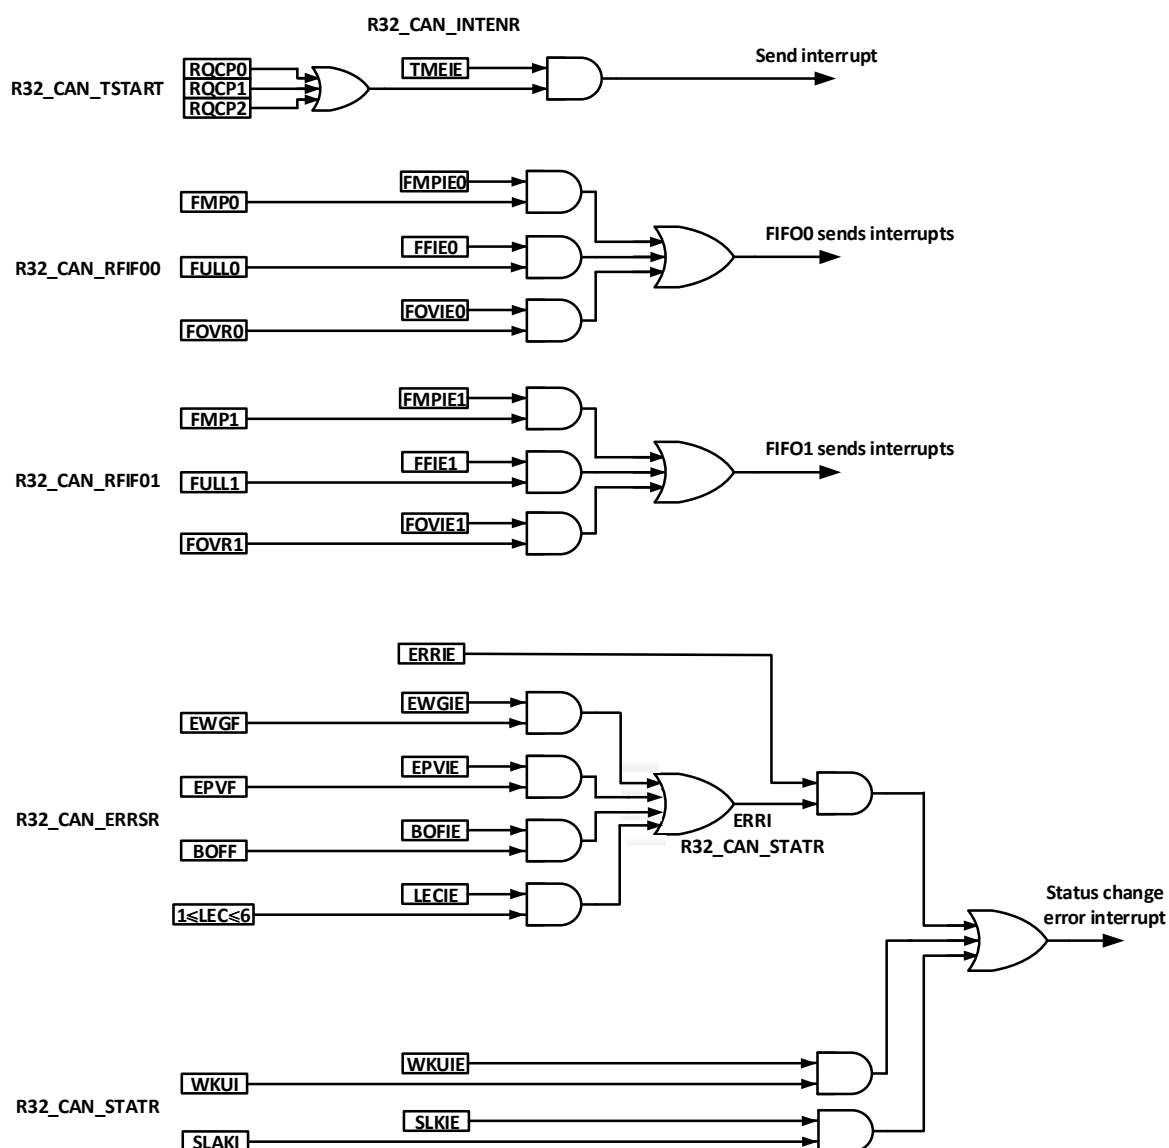 R32_CAN_INTENR
Send interrupt
R32_CAN_TSTART
RQCP0
RQCP1
RQCP2
TMEIE
FMPIE0
FMP0
FIFO0 sends interrupts
FFIE0
R32_CAN_RFIF00
FULL0
FOVIE0
FOVR0
FMPIE1
FMP1
FIFO1 sends interrupts
FFIE1
R32_CAN_RFIF01
FULL1
FOVIE1
FOVR1
ERRIE
EWGIE
EWGF
EPVIE
EPVF
R32_CAN_ERRSR
ERRI
R32_CAN_STATR
BOFIE
BOFF
LECIE
1≤LEC≤6
Status change
error interrupt
WKUIE
WKUI
R32_CAN_STATR
SLKIE
SLAKI